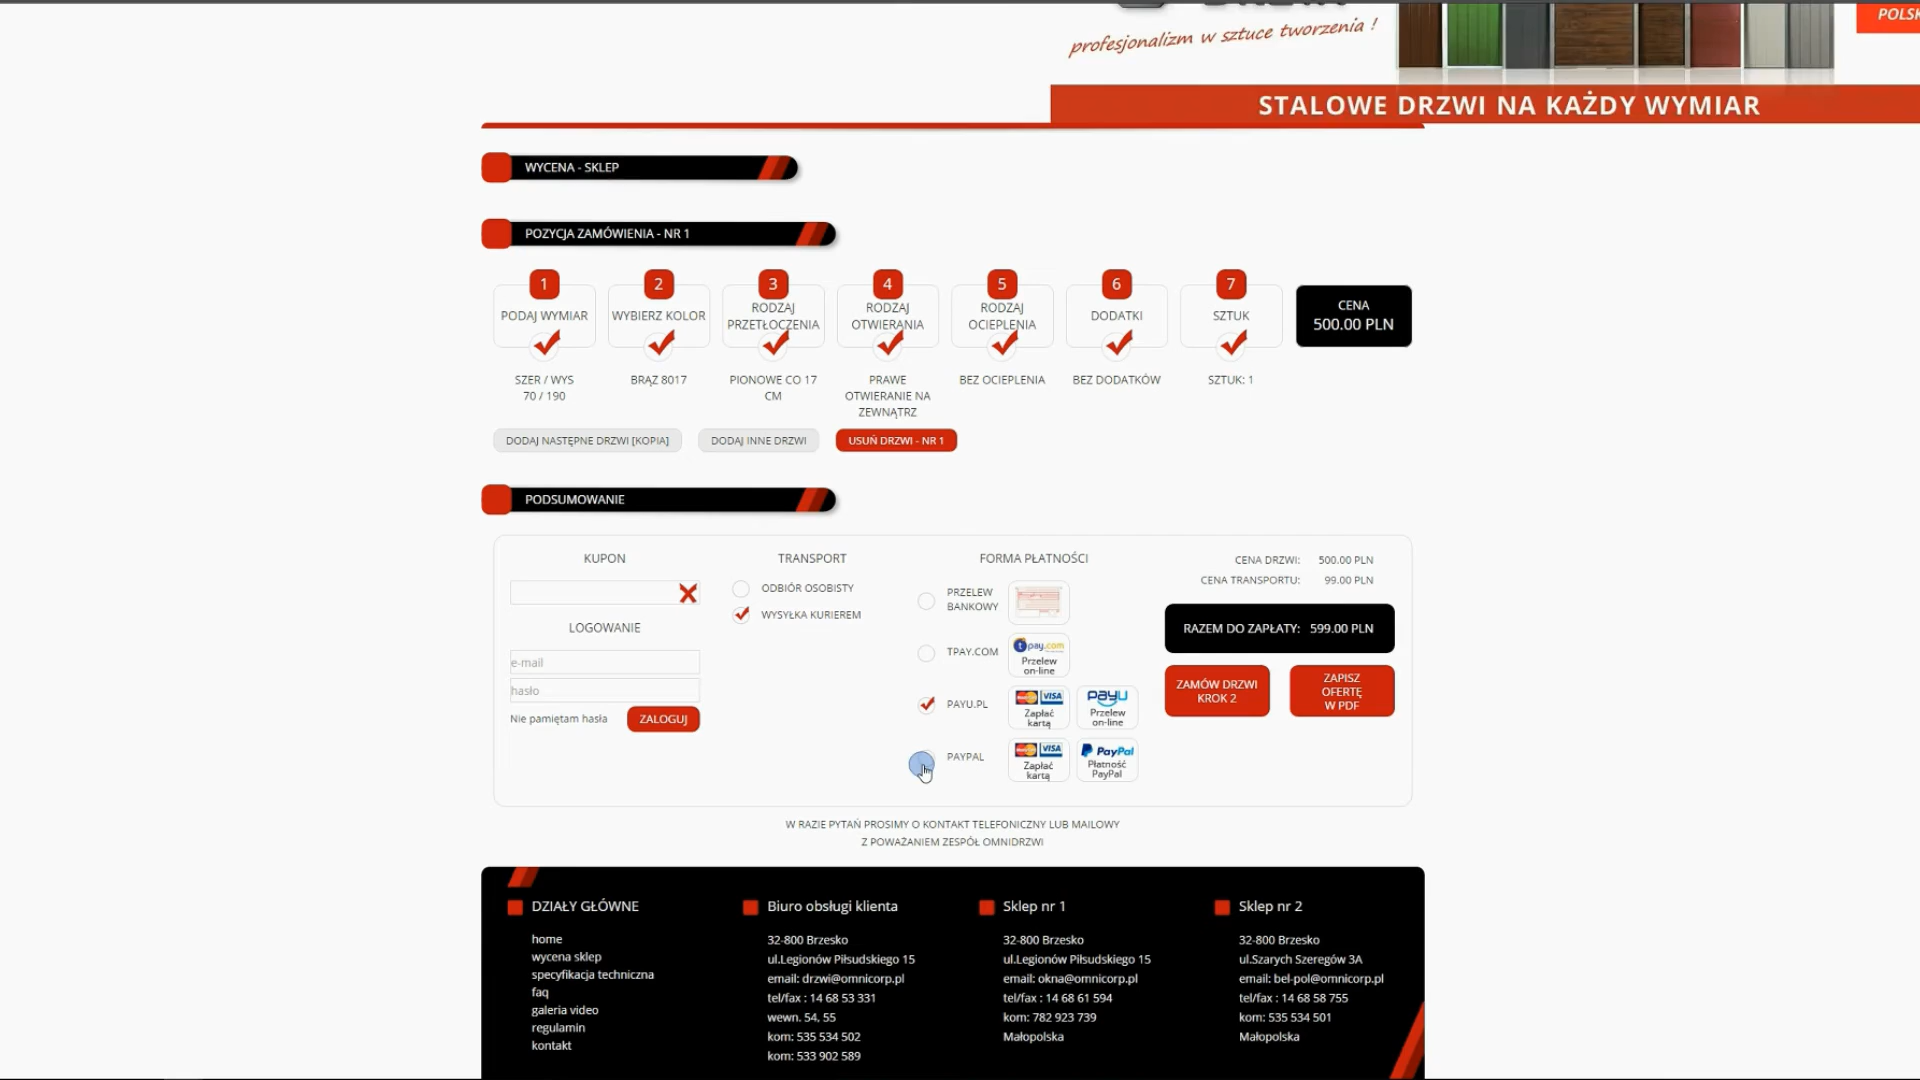 profesjonalizm w sztuce tworzenia !
STALOWE DRZWI NA KAŻDY WYMIAR
WYCENA - SKLEP
POZYCJA ZAMÓWIENIA - NR 1
1
2
3
4
5
6
7
PODAJ WYMIAR
WYBIERZ KOLOR
RODZAJ
PRZETŁOCZENIA
RODZAJ
OTWIERANIA
RODZAJ
OCIEPLENIA
DODATKI
SZTUK
CENA
500.00 PLN
SZER / WYS
70 / 190
BRĄZ 8017
PIONOWE CO 17
CM
PRAWE
OTWIERANIE NA
ZEWNĄTRZ
BEZ OCIEPLENIA
BEZ DODATKÓW
SZTUK: 1
DODAJ NASTĘPNE DRZWI [KOPIA]
DODAJ INNE DRZWI
USUŃ DRZWI - NR 1
PODSUMOWANIE
KUPON
LOGOWANIE
e-mail
hasło
Nie pamiętam hasła
ZALOGUJ
TRANSPORT
ODBIÓR OSOBISTY
WYSYŁKA KURIEREM
FORMA PŁATNOŚCI
PRZELEW
BANKOWY
TPAY.COM
tpay.com
Przelew
on-line
PAYU.PL
VISA
Zapłać
kartą
PayU
Przelew
on-line
PAYPAL
VISA
Zapłać
kartą
PayPal
Płatność
PayPal
CENA DRZWI: 500.00 PLN
CENA TRANSPORTU: 99.00 PLN
RAZEM DO ZAPŁATY: 599.00 PLN
ZAMÓW DRZWI
KROK 2
ZAPISZ
OFERTĘ
W PDF
W RAZIE PYTAŃ PROSIMY O KONTAKT TELEFONICZNY LUB MAILOWY
Z POWAŻANIEM ZESPÓŁ OMNIDRZWI
DZIAŁY GŁÓWNE
home
wycena sklep
specyfikacja techniczna
faq
galeria video
regulamin
kontakt
Biuro obsługi klienta
32-800 Brzesko
ul.Legionów Piłsudskiego 15
email: drzwi@omnicorp.pl
tel/fax : 14 68 53 331
wewn. 54, 55
kom: 535 534 502
kom: 533 902 589
Sklep nr 1
32-800 Brzesko
ul.Legionów Piłsudskiego 15
email: okna@omnicorp.pl
tel/fax : 14 68 61 594
kom: 782 923 739
Małopolska
Sklep nr 2
32-800 Brzesko
ul.Szarych Szeregów 3A
email: bel-pol@omnicorp.pl
tel/fax : 14 68 58 755
kom: 535 534 501
Małopolska